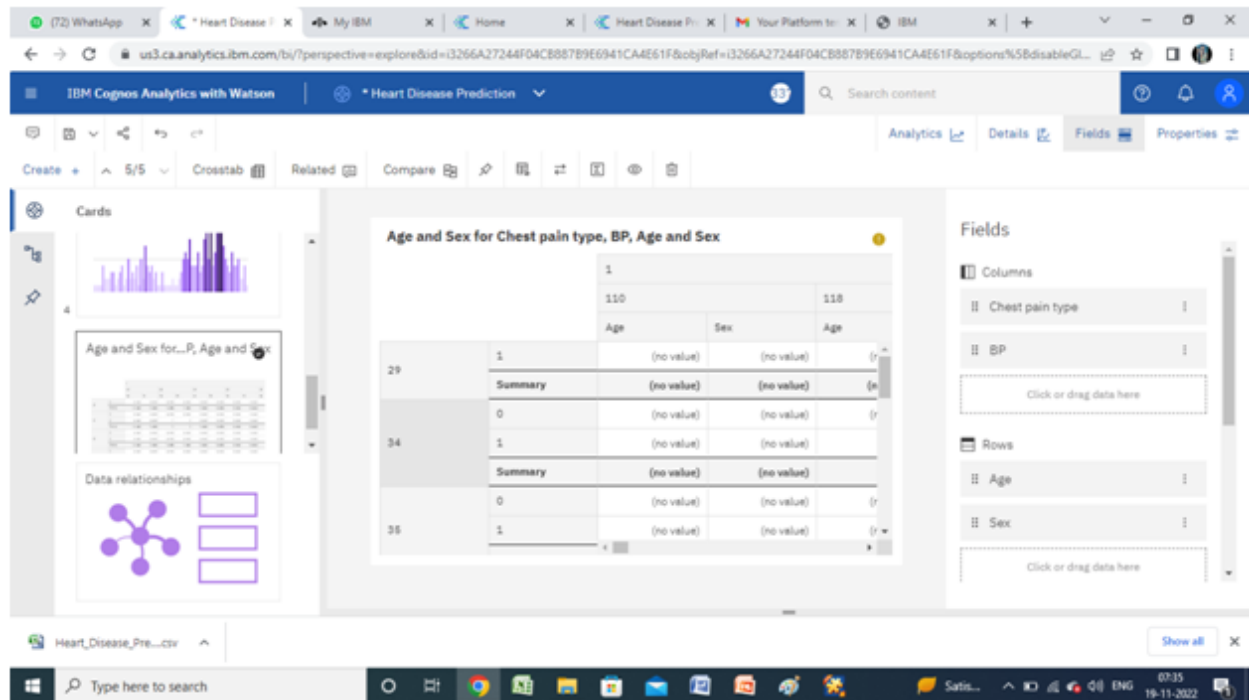 (72) WhatsApp
* Heart Disease P
My IBM
Home
Heart Disease Pr
Your Platform te
IBM
us3.ca.analytics.ibm.com/bi/?perspective=explore&id=i3266A27244F04CB887B9E6941CA4E61F&objRef=i3266A27244F04CB887B9E6941CA4E61F&options%5BdisableGl...
IBM Cognos Analytics with Watson
* Heart Disease Prediction
Search content
Analytics
Details
Fields
Properties
Create +
5/5
Crosstab
Related
Compare
Cards
4
Age and Sex for...P, Age and Sex
Data relationships
Age and Sex for Chest pain type, BP, Age and Sex
1
110 118
Age Sex Age
29 1 (no value) (no value)
Summary (no value) (no value)
34 0 (no value) (no value)
1 (no value) (no value)
Summary (no value) (no value)
35 0 (no value) (no value)
1 (no value) (no value)
Fields
Columns
Chest pain type
BP
Click or drag data here
Rows
Age
Sex
Click or drag data here
Heart_Disease_Pre....csv
Show all
Type here to search
Satis...
ENG
07:35
19-11-2022